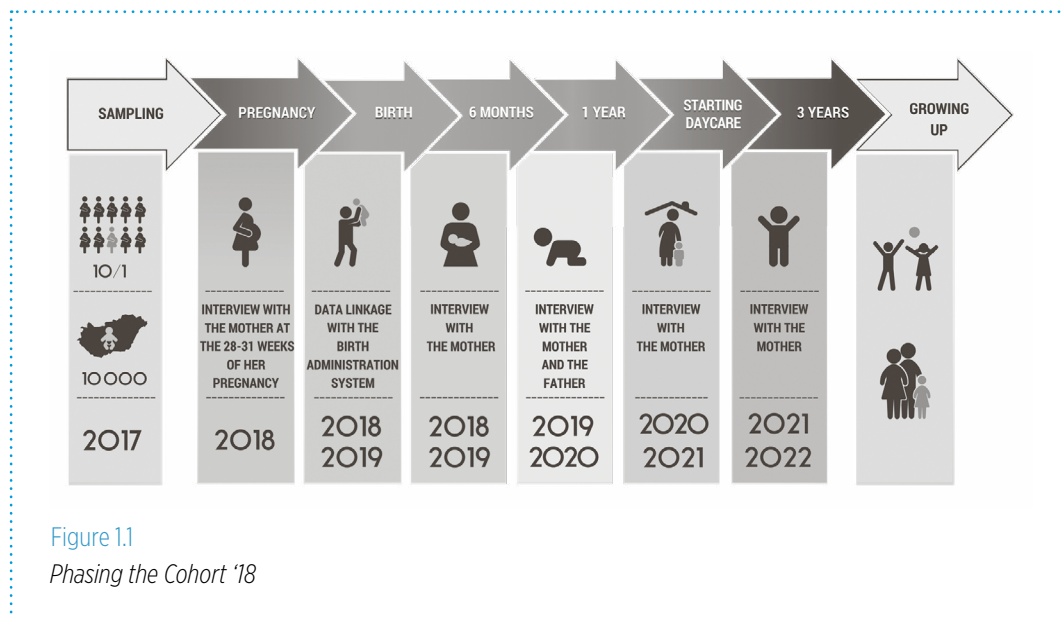 SAMPLING
PREGNANCY
BIRTH
6 MONTHS
1 YEAR
STARTING
DAYCARE
3 YEARS
GROWING
UP
10/1
10000
2017
INTERVIEW WITH
THE MOTHER AT
THE 28-31 WEEKS
OF HER
PREGNANCY
2018
DATA LINKAGE
WITH THE
BIRTH
ADMINISTRATION
SYSTEM
2018
2019
INTERVIEW
WITH
THE MOTHER
2018
2019
INTERVIEW
WITH THE
MOTHER
AND THE
FATHER
2019
2020
INTERVIEW
WITH
THE MOTHER
2020
2021
INTERVIEW
WITH THE
MOTHER
2021
2022
Figure 1.1
Phasing the Cohort ‘18